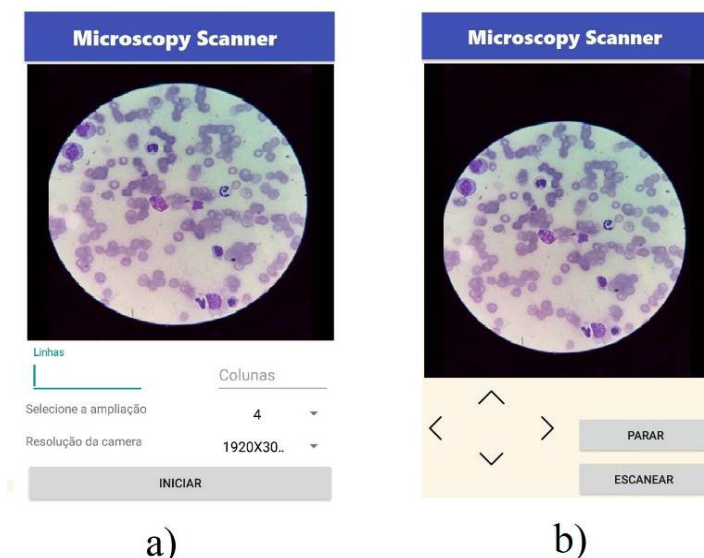 Microscopy Scanner
Linhas
Colunas
Selecione a ampliação
4
Resolução da camera
1920X30..
INICIAR
a)
Microscopy Scanner
PARAR
ESCANEAR
b)